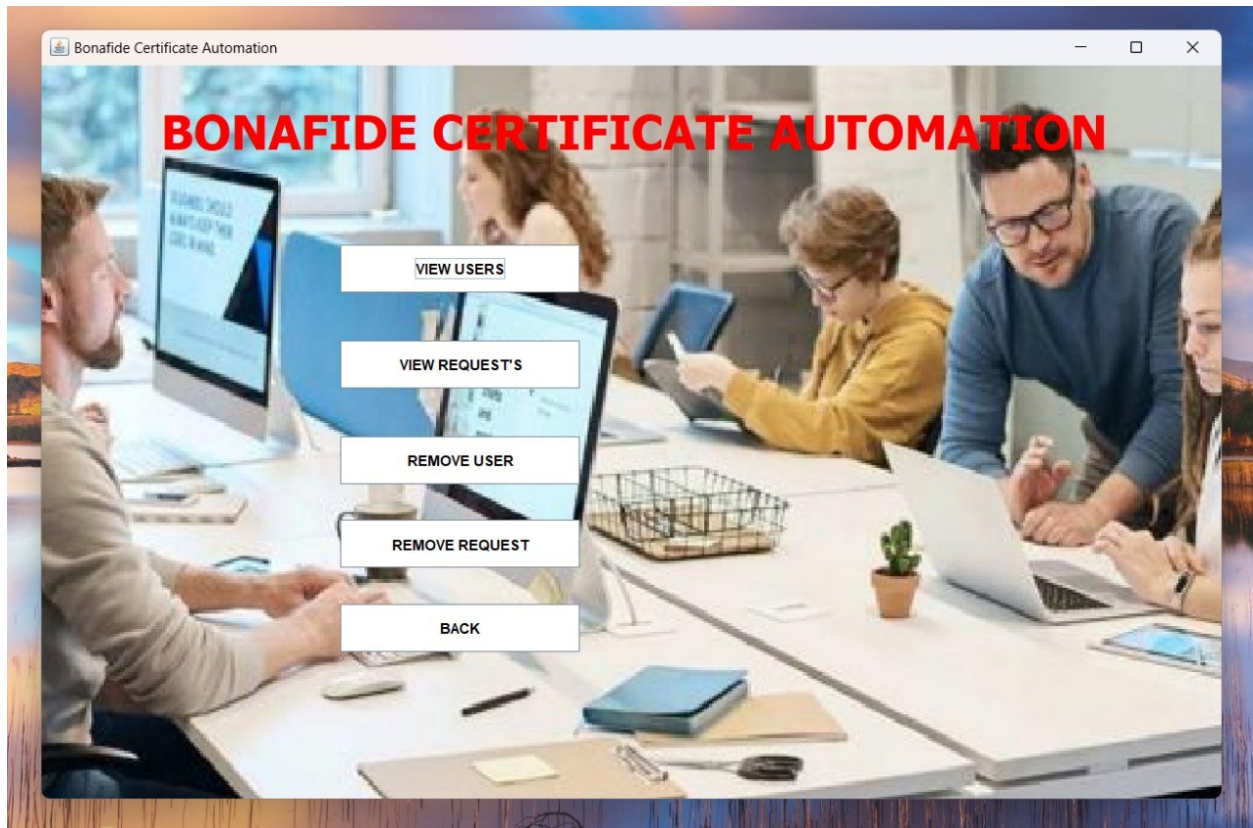 Bonafide Certificate Automation
BONAFIDE CERTIFICATE AUTOMATION
VIEW USERS
VIEW REQUEST'S
REMOVE USER
REMOVE REQUEST
BACK